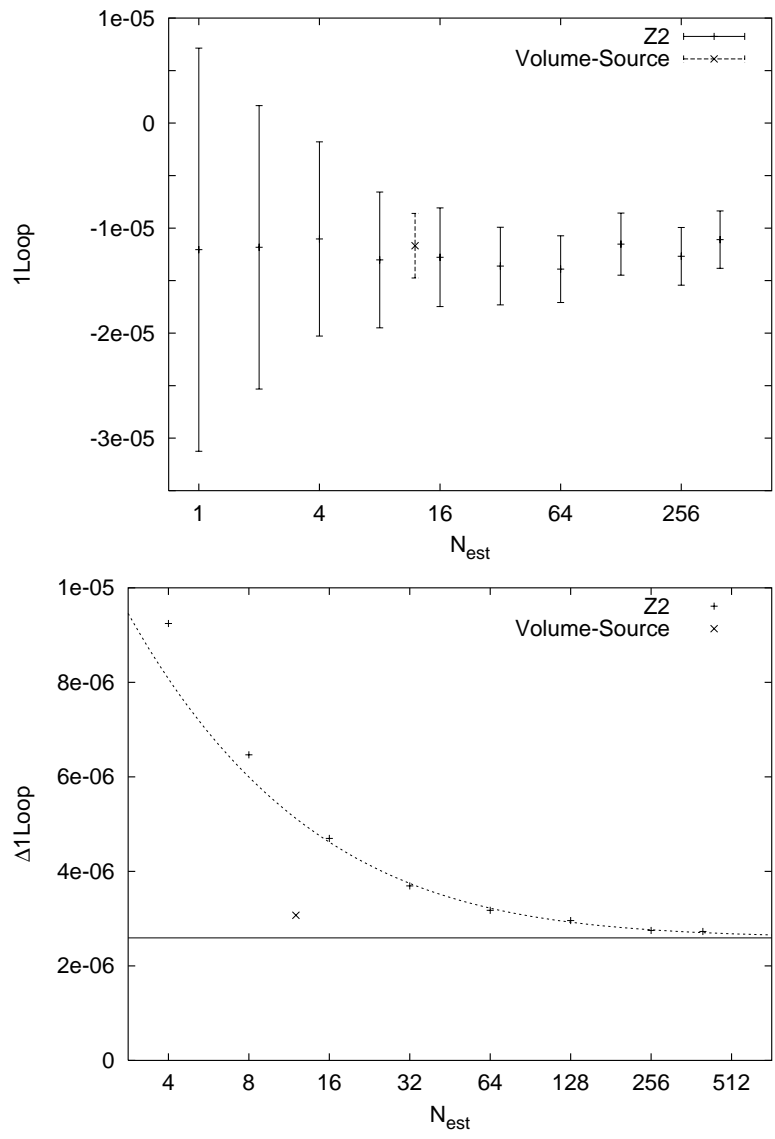 1e-05
0
-1e-05
-2e-05
-3e-05
1Loop
Z2
Volume-Source
1
4
16
64
256
N_est
1e-05
8e-06
6e-06
4e-06
2e-06
0
Δ1Loop
Z2
Volume-Source
4
8
16
32
64
128
256
512
N_est